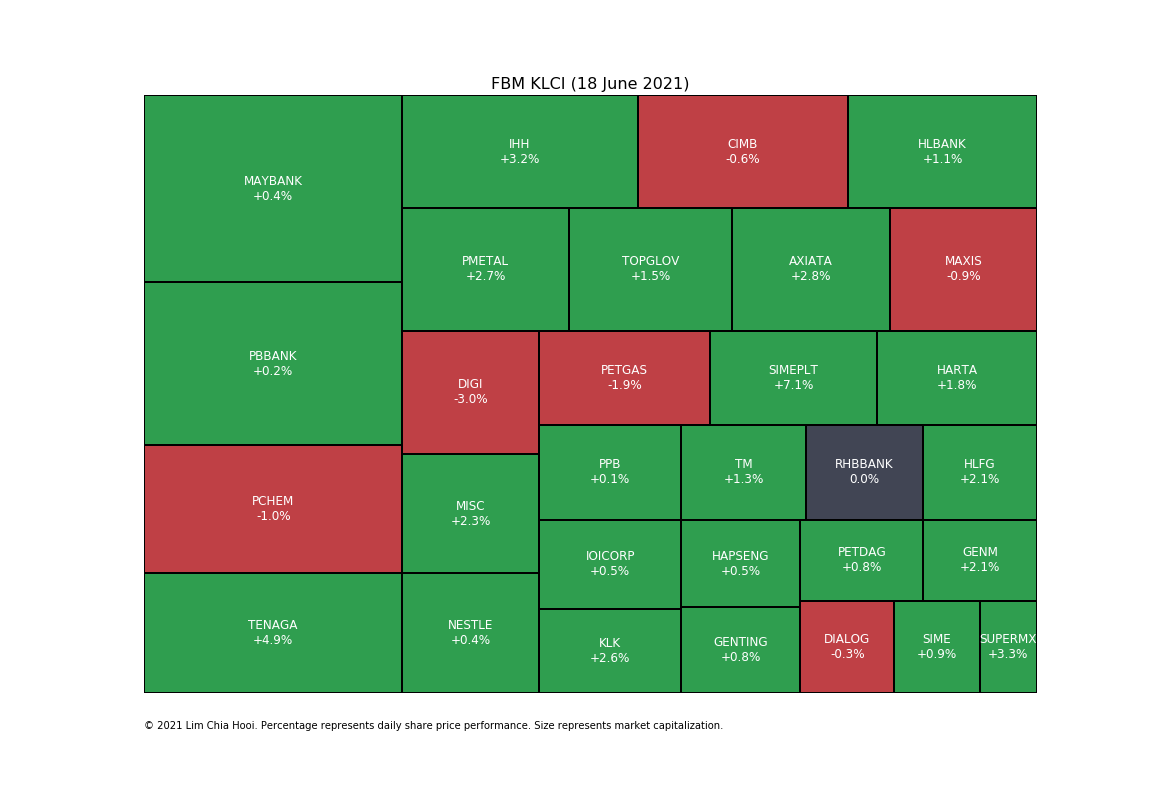 FBM KLCI (18 June 2021)
MAYBANK
+0.4%
IHH
+3.2%
CIMB
-0.6%
HLBANK
+1.1%
PMETAL
+2.7%
TOPGLOV
+1.5%
AXIATA
+2.8%
MAXIS
-0.9%
PBBANK
+0.2%
DIGI
-3.0%
PETGAS
-1.9%
SIMEPLT
+7.1%
HARTA
+1.8%
PCHEM
-1.0%
MISC
+2.3%
PPB
+0.1%
TM
+1.3%
RHBBANK
0.0%
HLFG
+2.1%
IOICORP
+0.5%
HAPSENG
+0.5%
PETDAG
+0.8%
GENM
+2.1%
TENAGA
+4.9%
NESTLE
+0.4%
KLK
+2.6%
GENTING
+0.8%
DIALOG
-0.3%
SIME
+0.9%
SUPERMX
+3.3%
© 2021 Lim Chia Hooi. Percentage represents daily share price performance. Size represents market capitalization.